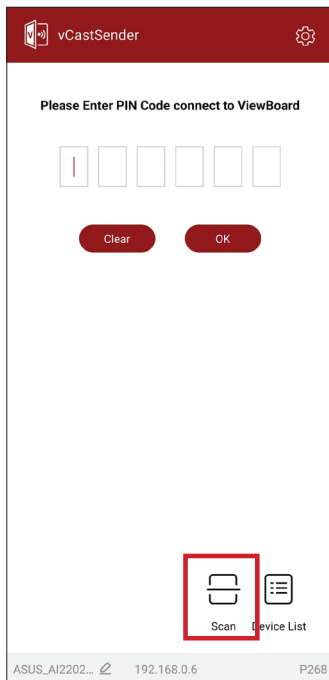 vCastSender
Please Enter PIN Code connect to ViewBoard
Clear OK
Scan Device List
ASUS_AI2202... 192.168.0.6 P268